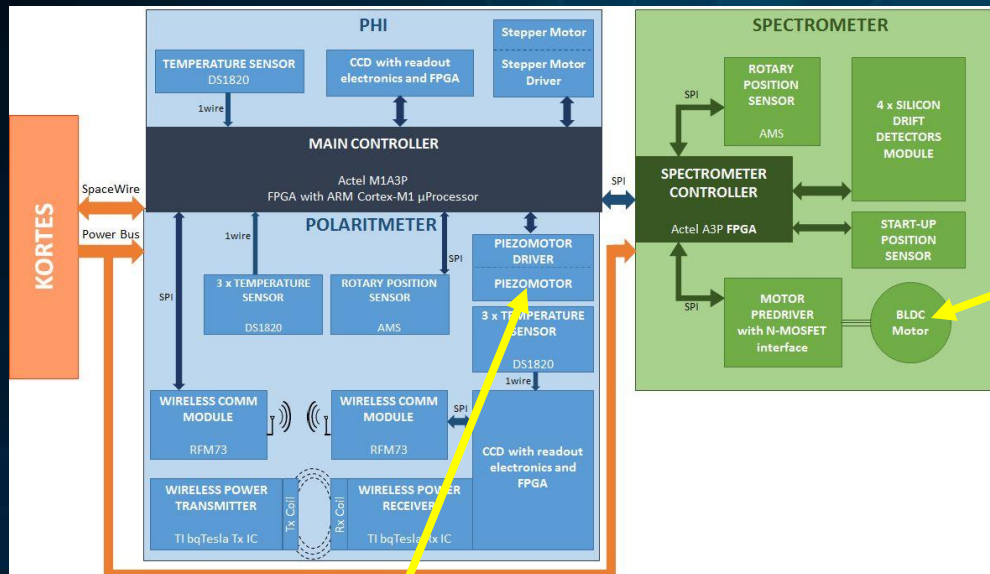 PHI
TEMPERATURE SENSOR
DS1820
1wire
CCD with readout
electronics and FPGA
Stepper Motor
Stepper Motor
Driver
MAIN CONTROLLER
Actel M1A3P
FPGA with ARM Cortex-M1 µProcessor
KORTES
SpaceWire
Power Bus
POLARITMETER
SPI
1wire
3 x TEMPERATURE
SENSOR
DS1820
ROTARY POSITION
SENSOR
AMS
SPI
PIEZOMOTOR
DRIVER
PIEZOMOTOR
3 x TEMPERATURE
SENSOR
DS1820
1wire
WIRELESS COMM
MODULE
RFM73
WIRELESS COMM
MODULE
RFM73
SPI
CCD with readout
electronics and
FPGA
WIRELESS POWER
TRANSMITTER
TI bqTesla Tx IC
Tx Coil
Rx Coil
WIRELESS POWER
RECEIVER
TI bqTesla Rx IC
SPI
SPECTROMETER
SPI
ROTARY
POSITION
SENSOR
AMS
4 x SILICON
DRIFT
DETECTORS
MODULE
SPECTROMETER
CONTROLLER
Actel A3P FPGA
START-UP
POSITION
SENSOR
SPI
MOTOR
PREDRIVER
with N-MOSFET
interface
BLDC
Motor